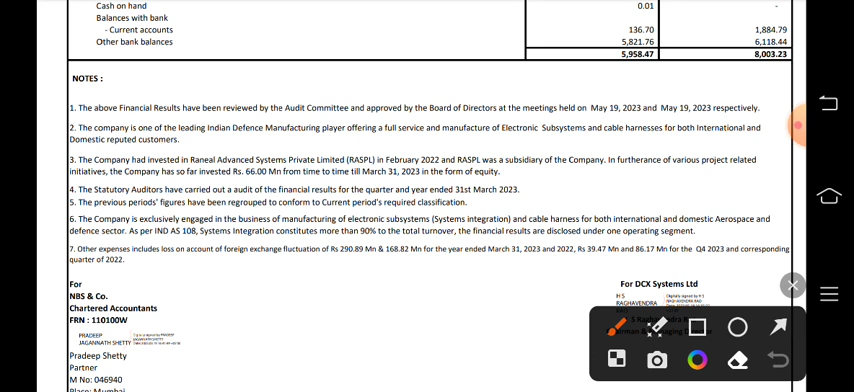 Cash on hand 0.01 -
Balances with bank
- Current accounts 136.70 1,884.79
Other bank balances 5,821.76 6,118.44
5,958.47 8,003.23
NOTES :
1. The above Financial Results have been reviewed by the Audit Committee and approved by the Board of Directors at the meetings held on May 19, 2023 and May 19, 2023 respectively.
2. The company is one of the leading Indian Defence Manufacturing player offering a full service and manufacture of Electronic Subsystems and cable harnesses for both International and
Domestic reputed customers.
3. The Company had invested in Raneal Advanced Systems Private Limited (RASPL) in February 2022 and RASPL was a subsidiary of the Company. In furtherance of various project related
initiatives, the Company has so far invested Rs. 66.00 Mn from time to time till March 31, 2023 in the form of equity.
4. The Statutory Auditors have carried out a audit of the financial results for the quarter and year ended 31st March 2023.
5. The previous periods' figures have been regrouped to conform to Current period's required classification.
6. The Company is exclusively engaged in the business of manufacturing of electronic subsystems (Systems integration) and cable harness for both international and domestic Aerospace and
defence sector. As per IND AS 108, Systems Integration constitutes more than 90% to the total turnover, the financial results are disclosed under one operating segment.
7. Other expenses includes loss on account of foreign exchange fluctuation of Rs 290.89 Mn & 168.82 Mn for the year ended March 31, 2023 and 2022, Rs 39.47 Mn and 86.17 Mn for the Q4 2023 and corresponding
quarter of 2022.
For
NBS & Co.
Chartered Accountants
FRN : 110100W
PRADEEP
JAGANNATH SHETTY
Pradeep Shetty
Partner
M No: 046940
Place: Mumbai
For DCX Systems Ltd
H S
RAGHAVENDRA
Digitally signed by H S
RAGHAVENDRA RAO